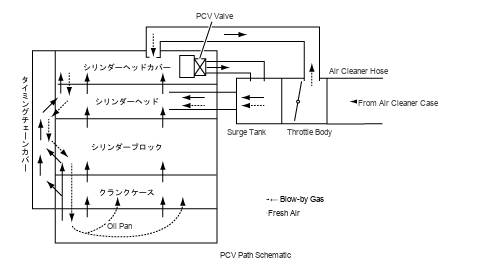 PCV Valve
シリンダーヘッドカバー
Air Cleaner Hose
タイミングチェーンカバー
シリンダーヘッド
From Air Cleaner Case
Surge Tank
Throttle Body
シリンダーブロック
クランクケース
Blow-by Gas
Fresh Air
Oil Pan
PCV Path Schematic